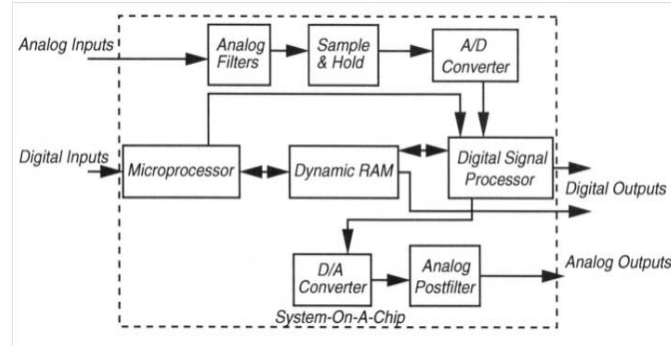 Analog Inputs
Analog
Filters
Sample
& Hold
A/D
Converter
Digital Inputs
Microprocessor
Dynamic RAM
Digital Signal
Processor
Digital Outputs
D/A
Converter
Analog
Postfilter
Analog Outputs
System-On-A-Chip